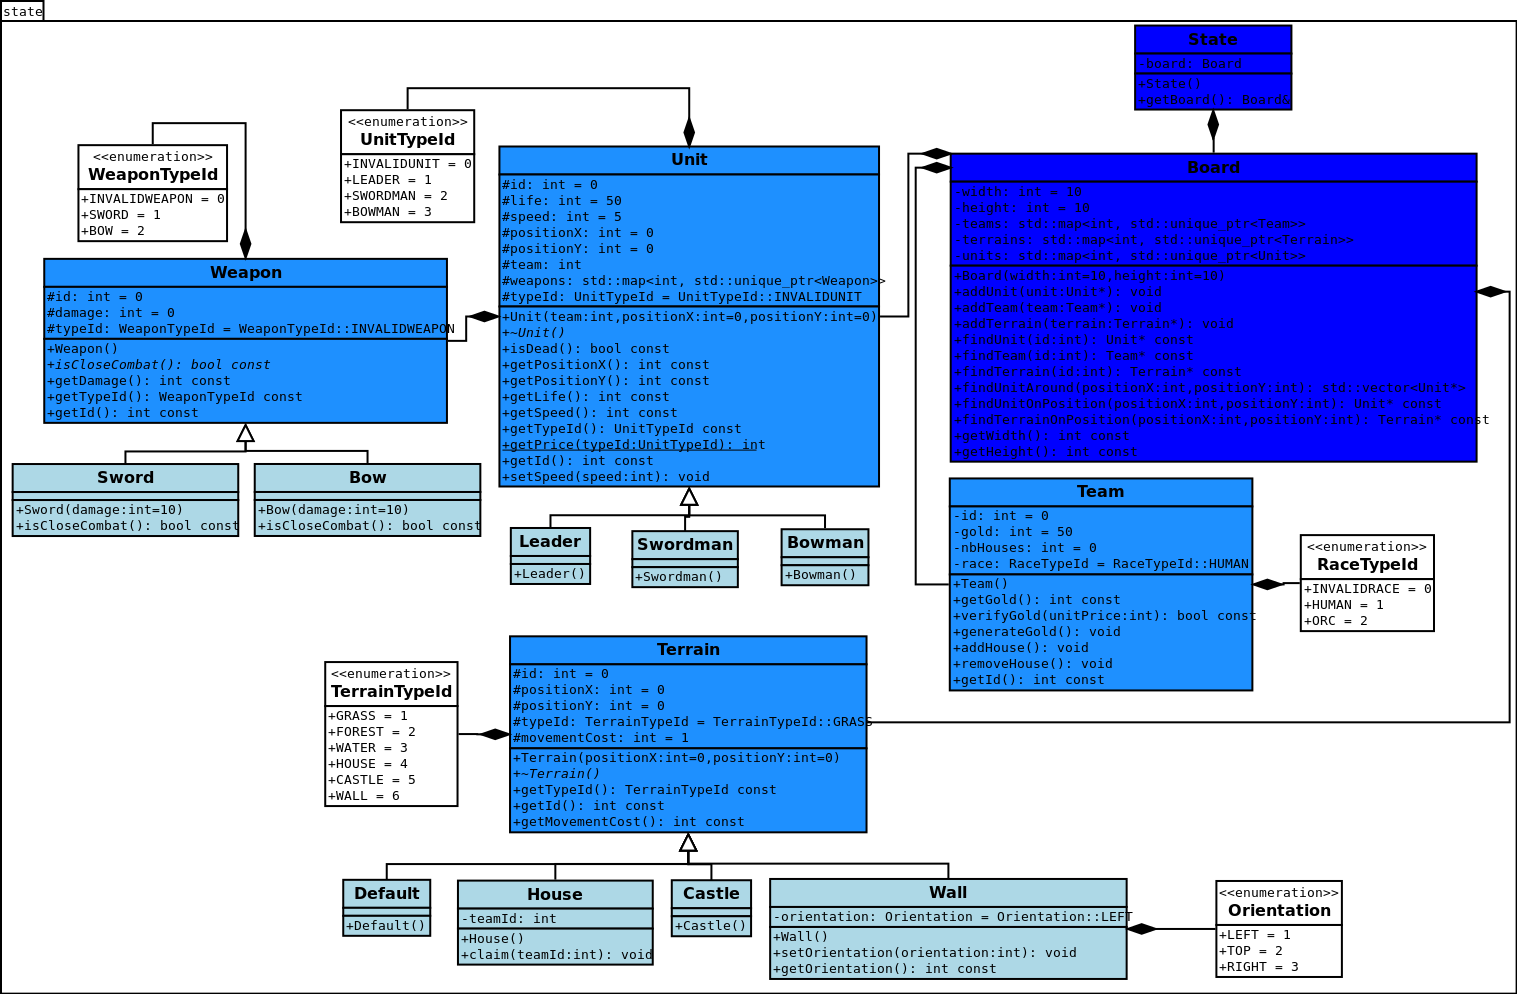 state
State
-board: Board
+State()
+getBoard(): Board&
<<enumeration>>
UnitTypeId
+INVALIDUNIT = 0
+LEADER = 1
+SWORDMAN = 2
+BOWMAN = 3
<<enumeration>>
WeaponTypeId
+INVALIDWEAPON = 0
+SWORD = 1
+BOW = 2
Unit
#id: int = 0
#life: int = 50
#speed: int = 5
#positionX: int = 0
#positionY: int = 0
#team: int
#weapons: std::map<int, std::unique_ptr<Weapon>>
#typeId: UnitTypeId = UnitTypeId::INVALIDUNIT
+Unit(team:int,positionX:int=0,positionY:int=0)
+~Unit()
+isDead(): bool const
+getPositionX(): int const
+getPositionY(): int const
+getLife(): int const
+getSpeed(): int const
+getTypeId(): UnitTypeId const
+getPrice(typeId:UnitTypeId): int
+getId(): int const
+setSpeed(speed:int): void
Board
-width: int = 10
-height: int = 10
-teams: std::map<int, std::unique_ptr<Team>>
-terrains: std::map<int, std::unique_ptr<Terrain>>
-units: std::map<int, std::unique_ptr<Unit>>
+Board(width:int=10,height:int=10)
+addUnit(unit:Unit*): void
+addTeam(team:Team*): void
+addTerrain(terrain:Terrain*): void
+findUnit(id:int): Unit* const
+findTeam(id:int): Team* const
+findTerrain(id:int): Terrain* const
+findUnitAround(positionX:int,positionY:int): std::vector<Unit*>
+findUnitOnPosition(positionX:int,positionY:int): Unit* const
+findTerrainOnPosition(positionX:int,positionY:int): Terrain* const
+getWidth(): int const
+getHeight(): int const
Weapon
#id: int = 0
#damage: int = 0
#typeId: WeaponTypeId = WeaponTypeId::INVALIDWEAPON
+Weapon()
+isCloseCombat(): bool const
+getDamage(): int const
+getTypeId(): WeaponTypeId const
+getId(): int const
Sword
+Sword(damage:int=10)
+isCloseCombat(): bool const
Bow
+Bow(damage:int=10)
+isCloseCombat(): bool const
Leader
+Leader()
Swordman
+Swordman()
Bowman
+Bowman()
Team
-id: int = 0
-gold: int = 50
-nbHouses: int = 0
-race: RaceTypeId = RaceTypeId::HUMAN
+Team()
+getGold(): int const
+verifyGold(unitPrice:int): bool const
+generateGold(): void
+addHouse(): void
+removeHouse(): void
+getId(): int const
<<enumeration>>
RaceTypeId
+INVALIDRACE = 0
+HUMAN = 1
+ORC = 2
<<enumeration>>
TerrainTypeId
+GRASS = 1
+FOREST = 2
+WATER = 3
+HOUSE = 4
+CASTLE = 5
+WALL = 6
Terrain
#id: int = 0
#positionX: int = 0
#positionY: int = 0
#typeId: TerrainTypeId = TerrainTypeId::GRASS
#movementCost: int = 1
+Terrain(positionX:int=0,positionY:int=0)
+~Terrain()
+getTypeId(): TerrainTypeId const
+getId(): int const
+getMovementCost(): int const
Default
+Default()
House
-teamId: int
+House()
+claim(teamId:int): void
Castle
+Castle()
Wall
-orientation: Orientation = Orientation::LEFT
+Wall()
+setOrientation(orientation:int): void
+getOrientation(): int const
<<enumeration>>
Orientation
+LEFT = 1
+TOP = 2
+RIGHT = 3